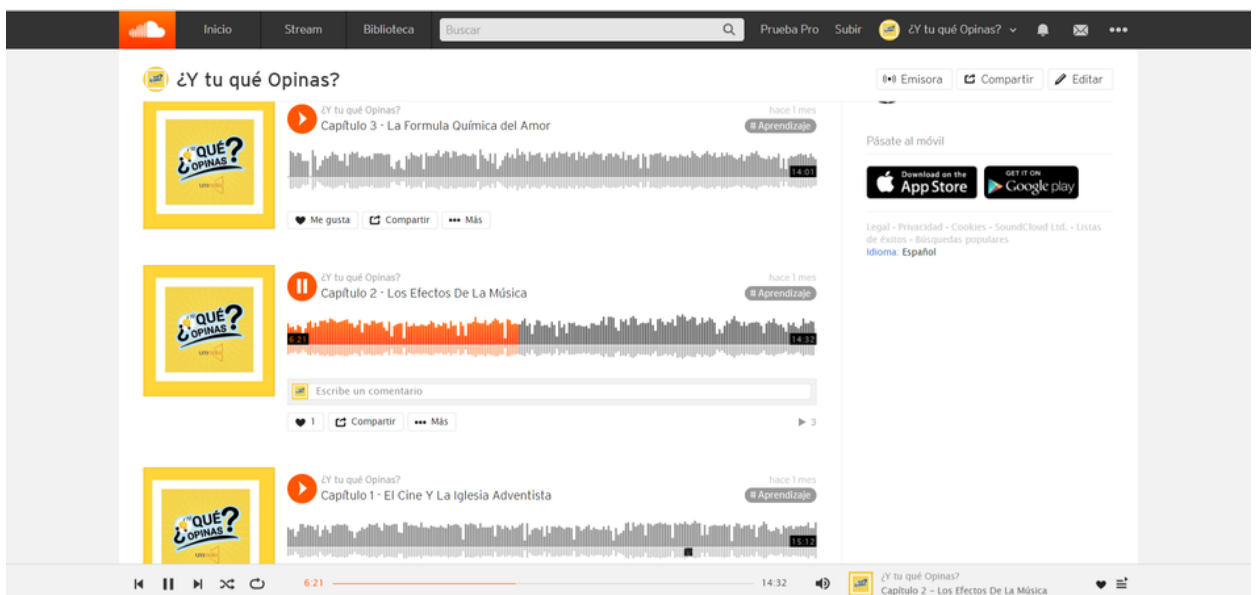 Inicio Stream Biblioteca Buscar Prueba Pro Subir ¿Y tu qué Opinas?
¿Y tu qué Opinas? Emisora Compartir Editar
¿Y tu qué Opinas? hace 1 mes
Capítulo 3 - La Formula Química del Amor # Aprendizaje
¿QUÉ?
OPINAS
14:01
Me gusta Compartir Más
¿Y tu qué Opinas? hace 1 mes
Capítulo 2 - Los Efectos De La Música # Aprendizaje
¿QUÉ?
OPINAS
6:21 14:32
Escribe un comentario
1 Compartir Más 3
¿Y tu qué Opinas? hace 1 mes
Capítulo 1 - El Cine Y La Iglesia Adventista # Aprendizaje
¿QUÉ?
OPINAS
15:12
Pásate al móvil
Download on the App Store
GET IT ON Google play
Legal - Privacidad - Cookies - SoundCloud Ltd. - Listas
de éxitos - Búsquedas populares
Idioma: Español
6:21 14:32
¿Y tu qué Opinas?
Capítulo 2 - Los Efectos De La Música